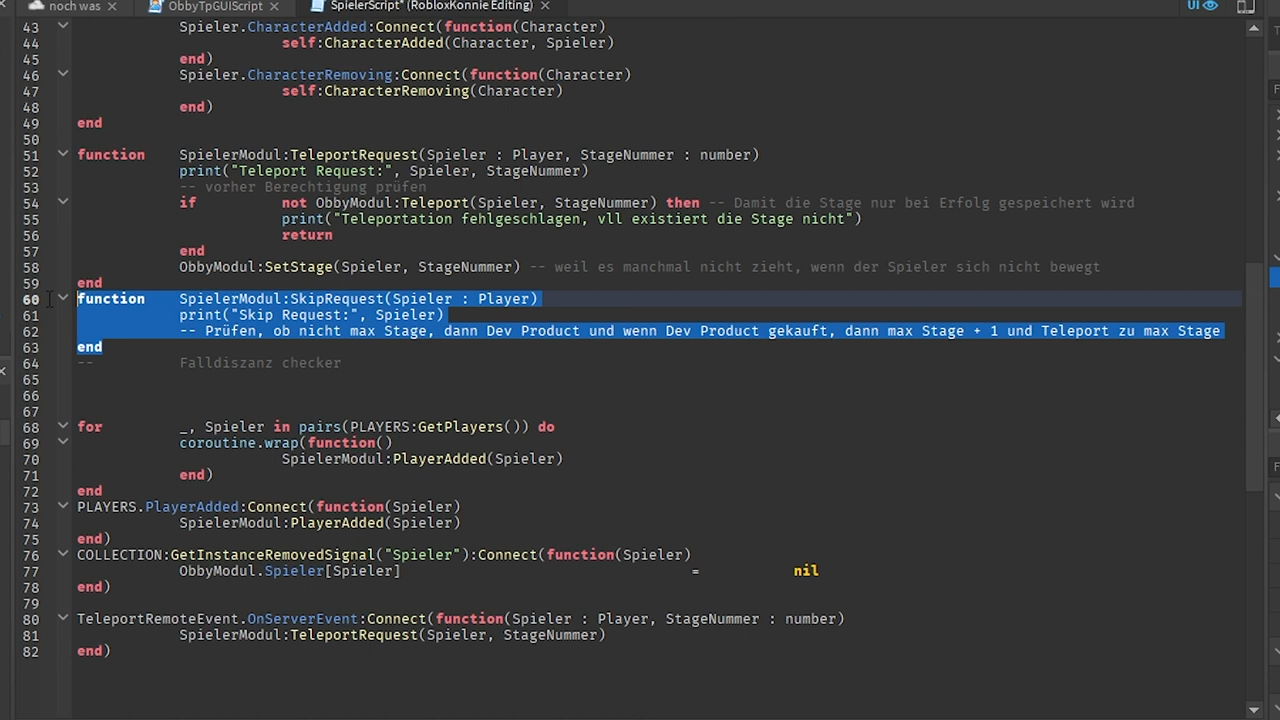 noch was × ObbyTpGUIScript × SpielerScript* (RobloxKonnie Editing) × UI
43 Spieler.CharacterAdded:Connect(function(Character)
44 self:CharacterAdded(Character, Spieler)
45 end)
46 Spieler.CharacterRemoving:Connect(function(Character)
47 self:CharacterRemoving(Character)
48 end)
49 end
50
51 function SpielerModul:TeleportRequest(Spieler : Player, StageNummer : number)
52 print("Teleport Request:", Spieler, StageNummer)
53 -- vorher Berechtigung prüfen
54 if not ObbyModul:Teleport(Spieler, StageNummer) then -- Damit die Stage nur bei Erfolg gespeichert wird
55 print("Teleportation fehlgeschlagen, vll existiert die Stage nicht")
56 return
57 end
58 ObbyModul:SetStage(Spieler, StageNummer) -- weil es manchmal nicht zieht, wenn der Spieler sich nicht bewegt
59 end
60 function SpielerModul:SkipRequest(Spieler : Player)
61 print("Skip Request:", Spieler)
62 -- Prüfen, ob nicht max Stage, dann Dev Product und wenn Dev Product gekauft, dann max Stage + 1 und Teleport zu max Stage
63 end
64 -- Falldiszanz checker
65
66
67
68 for _, Spieler in pairs(PLAYERS:GetPlayers()) do
69 coroutine.wrap(function()
70 SpielerModul:PlayerAdded(Spieler)
71 end)
72 end
73 PLAYERS.PlayerAdded:Connect(function(Spieler)
74 SpielerModul:PlayerAdded(Spieler)
75 end)
76 COLLECTION:GetInstanceRemovedSignal("Spieler"):Connect(function(Spieler)
77 ObbyModul.Spieler[Spieler] = nil
78 end)
79
80 TeleportRemoteEvent.OnServerEvent:Connect(function(Spieler : Player, StageNummer : number)
81 SpielerModul:TeleportRequest(Spieler, StageNummer)
82 end)